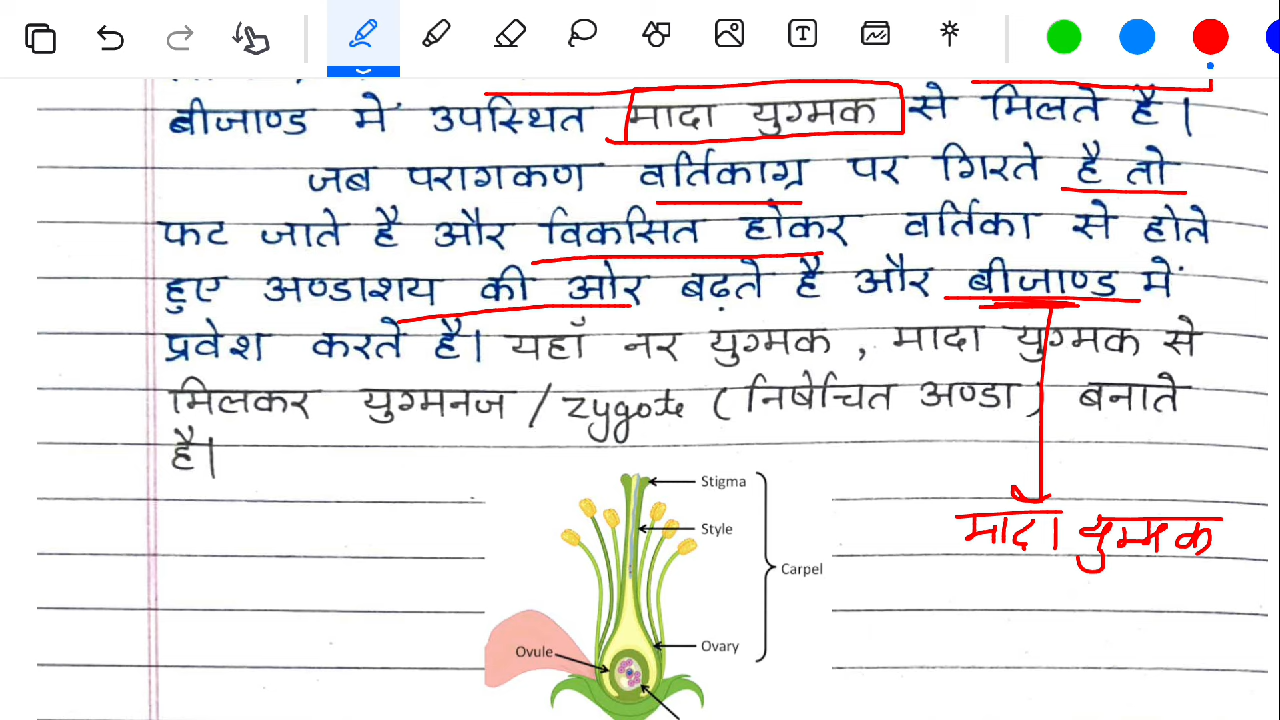 बीजाण्ड में उपस्थित मादा युग्मक से मिलते है।
जब परागकण वर्तिकाग्र पर गिरते है तो
फट जाते है और विकसित होकर वर्तिका से होते
हुए अण्डाशय की ओर बढ़ते है और बीजाण्ड में
प्रवेश करते है। यहाँ नर युग्मक , मादा युग्मक से
मिलकर युग्मनज / zygote (निषेचित अण्डा) बनाते
है।
Stigma
Style
मादा युग्मक
Carpel
Ovary
Ovule